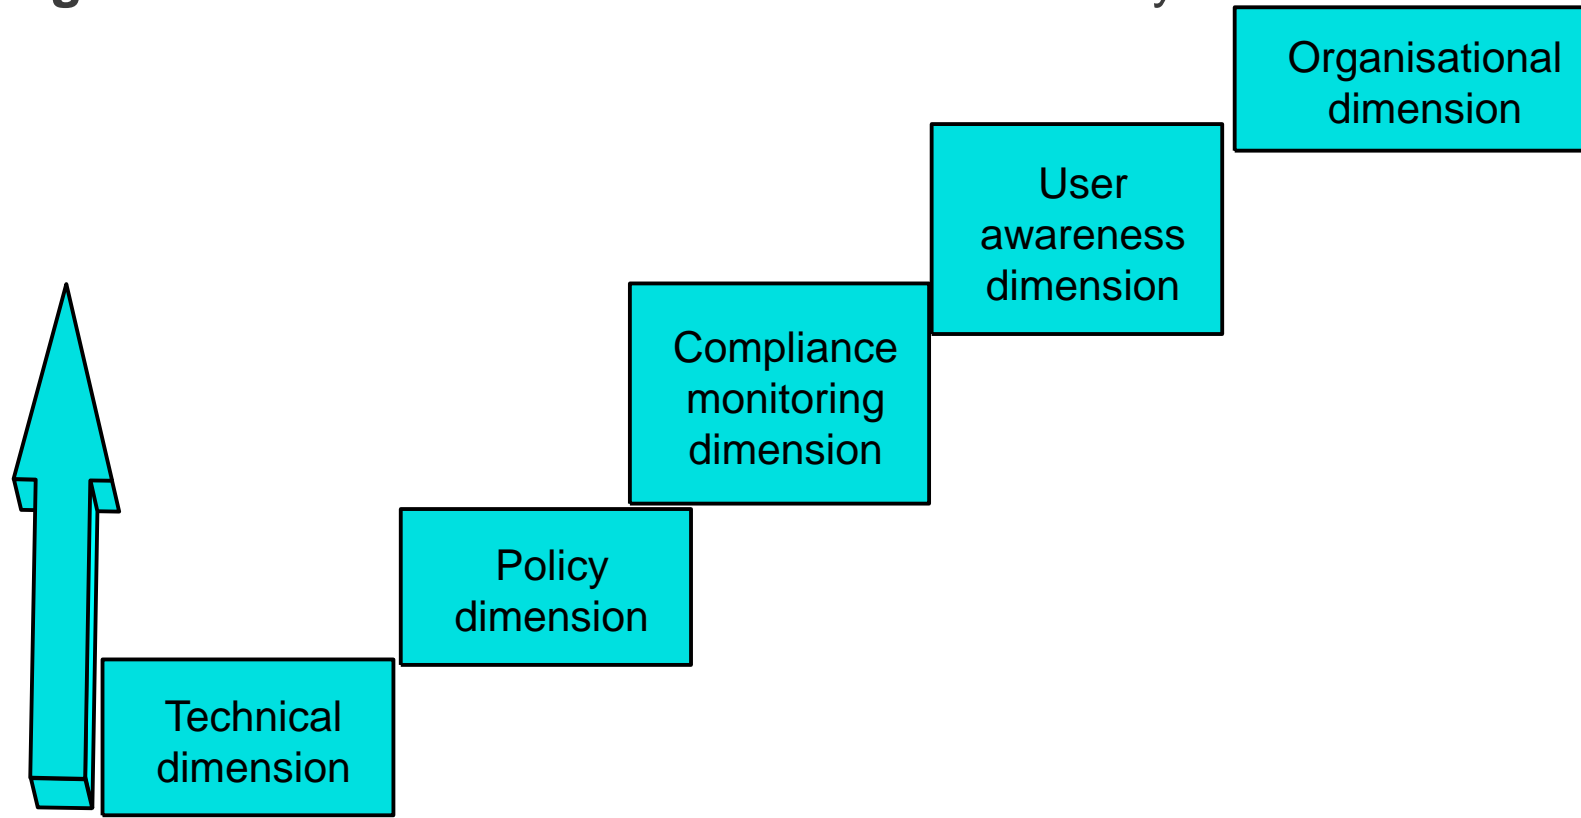 Organisational
dimension
User
awareness
dimension
Compliance
monitoring
dimension
Policy
dimension
Technical
dimension